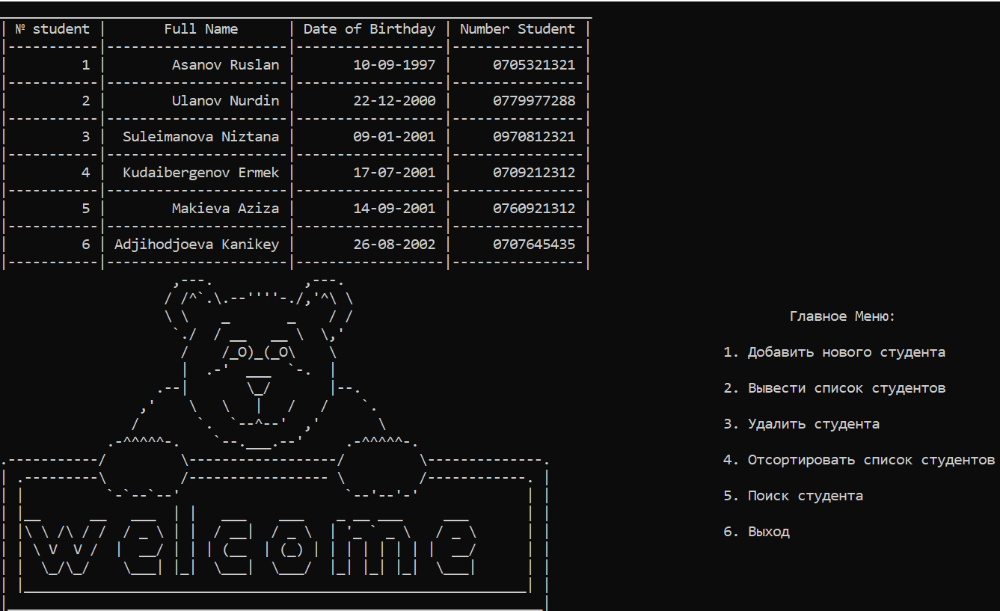 № student | Full Name | Date of Birthday | Number Student
1 | Asanov Ruslan | 10-09-1997 | 0705321321
2 | Ulanov Nurdin | 22-12-2000 | 0779977288
3 | Suleimanova Niztana | 09-01-2001 | 0970812321
4 | Kudaibergenov Ermek | 17-07-2001 | 0709212312
5 | Makieva Aziza | 14-09-2001 | 0760921312
6 | Adjihodjoeva Kanikey | 26-08-2002 | 0707645435
welcome
Главное Меню:
1. Добавить нового студента
2. Вывести список студентов
3. Удалить студента
4. Отсортировать список студентов
5. Поиск студента
6. Выход